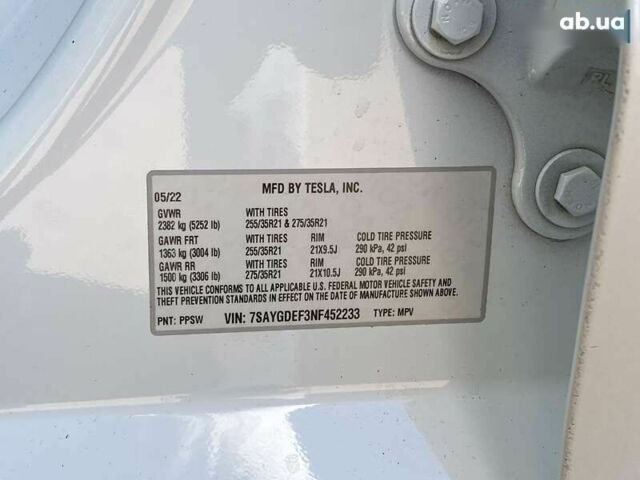 ab.ua
05/22 MFD BY TESLA, INC.
GVWR WITH TIRES
2382 kg (5252 lb) 255/35R21 & 275/35R21
GAWR FRT WITH TIRES RIM COLD TIRE PRESSURE
1363 kg (3004 lb) 255/35R21 21X9.5J 290 kPa, 42 psi
GAWR RR WITH TIRES RIM COLD TIRE PRESSURE
1500 kg (3306 lb) 275/35R21 21X10.5J 290 kPa, 42 psi
THIS VEHICLE CONFORMS TO ALL APPLICABLE U.S. FEDERAL MOTOR VEHICLE SAFETY AND
THEFT PREVENTION STANDARDS IN EFFECT ON THE DATE OF MANUFACTURE SHOWN ABOVE.
PNT: PPSW VIN: 7SAYGDEF3NF452233 TYPE: MPV